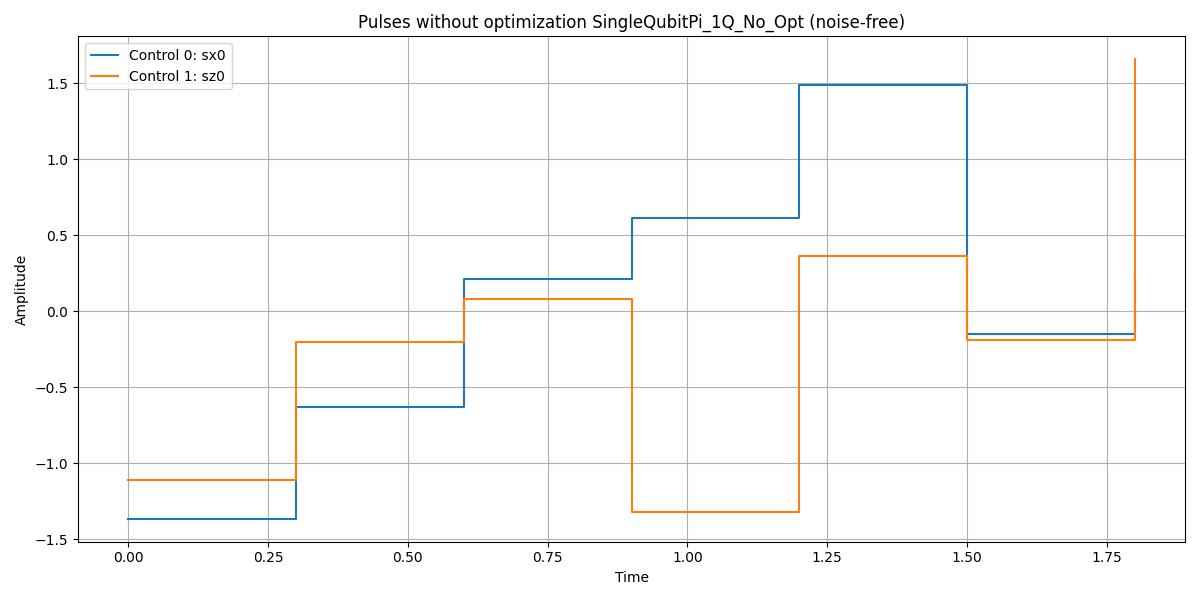 Pulses without optimization SingleQubitPi_1Q_No_Opt (noise-free)
Control 0: sx0
Control 1: sz0
Amplitude
1.5
1.0
0.5
0.0
−0.5
−1.0
−1.5
0.00 0.25 0.50 0.75 1.00 1.25 1.50 1.75
Time